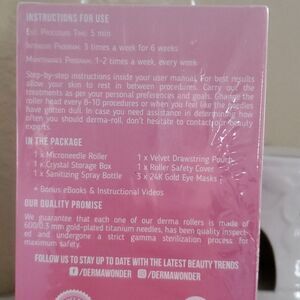 INSTRUCTIONS FOR USE
Est. Procedure Time: 5 min
Intensive Program: 3 times a week for 6 weeks
Maintenance Program: 1-2 times a week, every week
Step-by-step instructions inside your user manual. For best results
allow your skin to rest in between procedures. Carry out the
treatments as per your personal preferences and goals. Change the
roller head every 8-10 procedures or when you feel like the needles
have gotten dull. In case you need assistance in determining how
often you should derma-roll, don't hesitate to contact our beauty
experts.
IN THE PACKAGE
1 x Microneedle Roller
1 x Crystal Storage Box
1 x Sanitizing Spray Bottle
1 x Velvet Drawstring Pouch
1 x Roller Safety Cover
3 x 24K Gold Eye Masks
+ Bonus eBooks & Instructional Videos
OUR QUALITY PROMISE
We guarantee that each one of our derma rollers is made of
600/0.3 mm gold-plated titanium needles, has been quality inspect-
ed and undergone a strict gamma sterilization process for
maximum safety.
FOLLOW US TO STAY UP TO DATE WITH THE LATEST BEAUTY TRENDS
@DERMAWONDER @DERMAWONDER